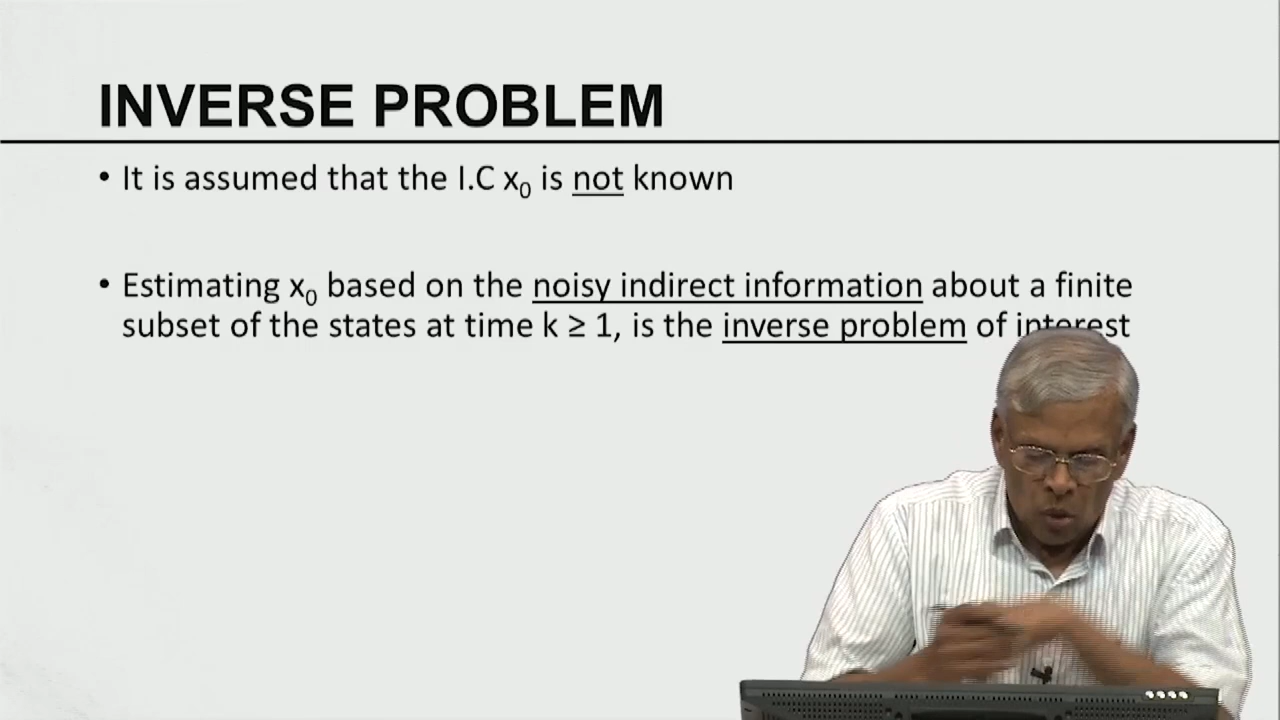 INVERSE PROBLEM
• It is assumed that the I.C x₀ is not known
• Estimating x₀ based on the noisy indirect information about a finite
subset of the states at time k ≥ 1, is the inverse problem of interest